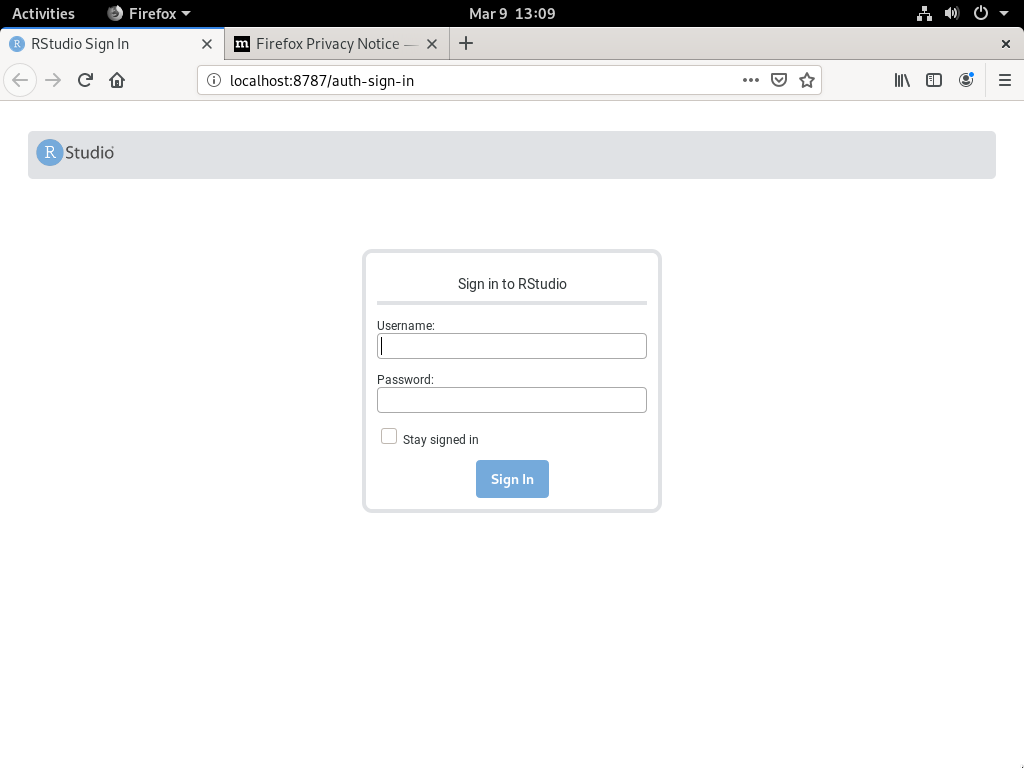 Activities Firefox Mar 9 13:09
RStudio Sign In Firefox Privacy Notice —
localhost:8787/auth-sign-in
R Studio
Sign in to RStudio
Username:
Password:
Stay signed in
Sign In